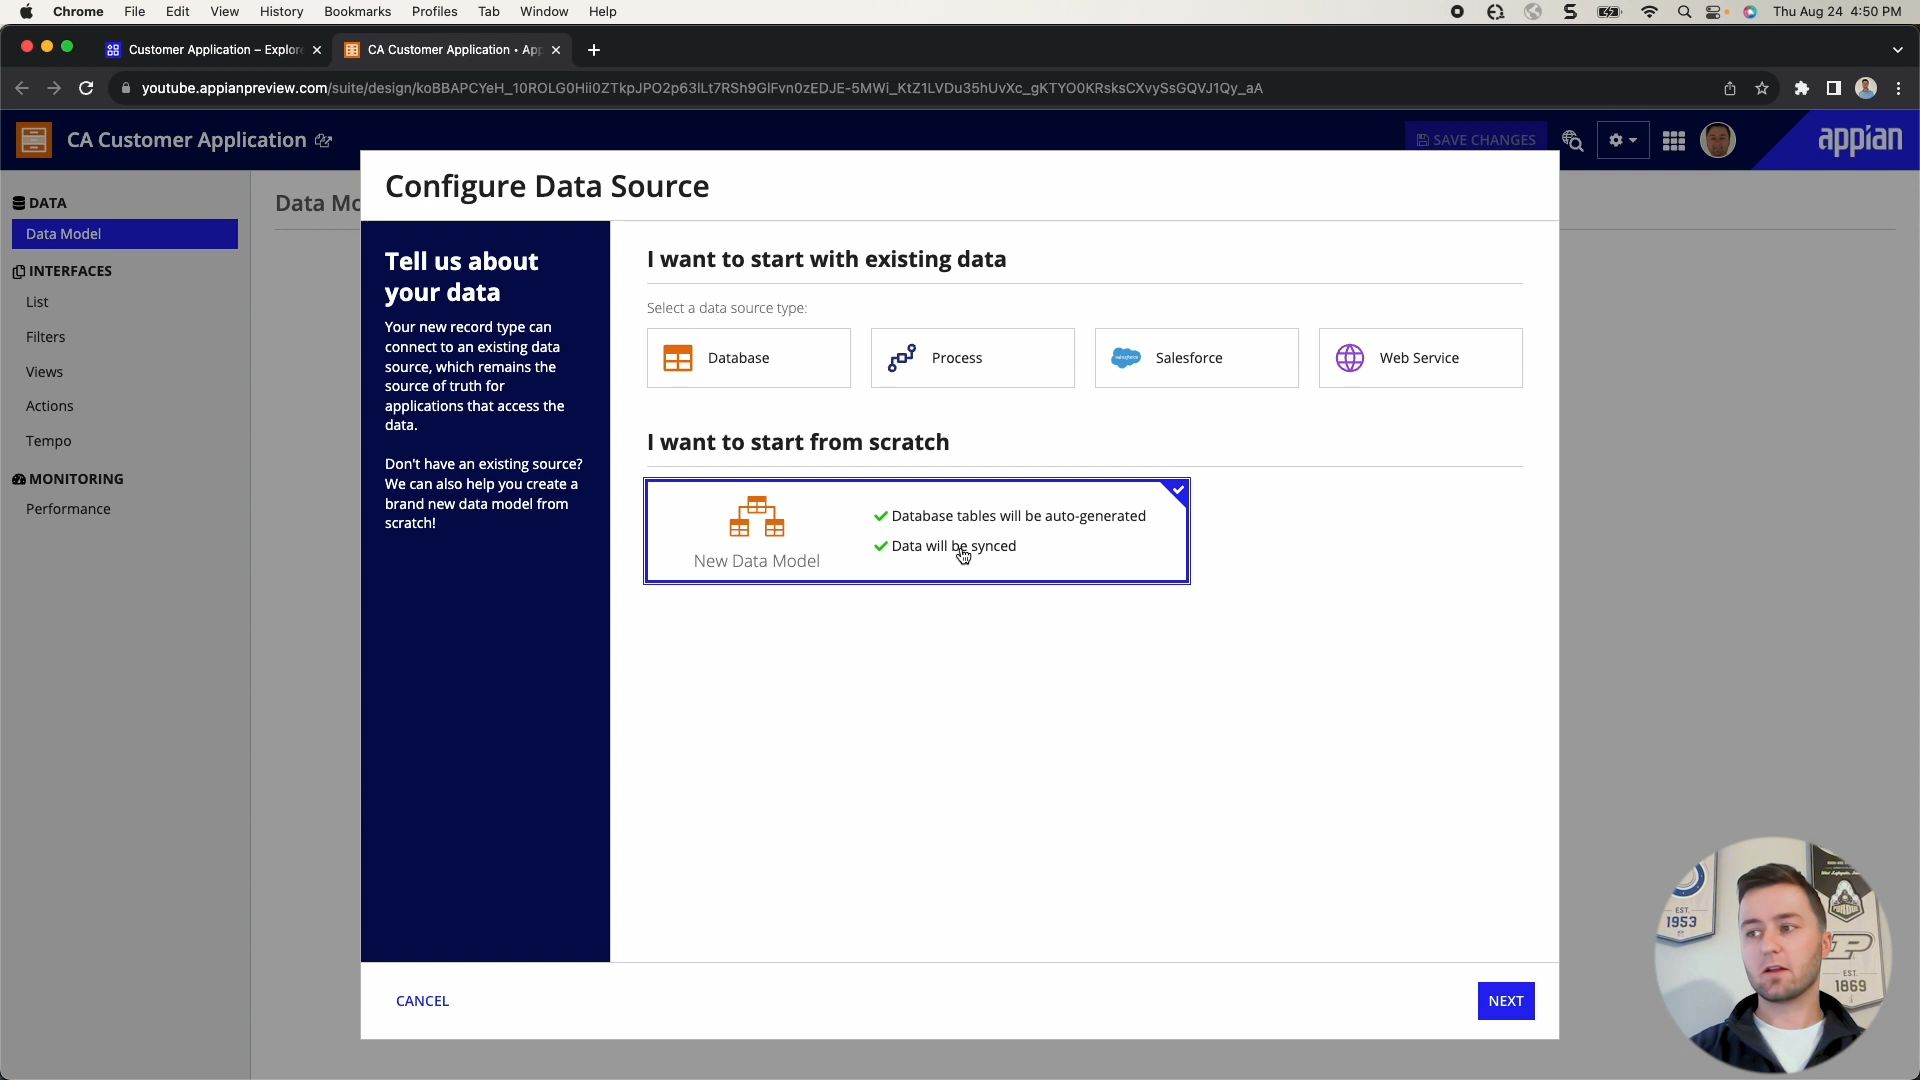 Chrome File Edit View History Bookmarks Profiles Tab Window Help
Thu Aug 24 4:50 PM
Customer Application – Explore
CA Customer Application • App
youtube.appianpreview.com/suite/design/koBBAPCYeH_10ROLG0Hii0ZTkpJPO2p63lLt7RSh9GlFvn0zEDJE-5MWi_KtZ1LVDu35hUvXc_gKTYO0KRsksCXvySsGQVJ1Qy_aA
CA Customer Application
SAVE CHANGES
appian
DATA
Data Model
INTERFACES
List
Filters
Views
Actions
Tempo
MONITORING
Performance
Data Mo
Configure Data Source
Tell us about
your data
Your new record type can
connect to an existing data
source, which remains the
source of truth for
applications that access the
data.
Don't have an existing source?
We can also help you create a
brand new data model from
scratch!
I want to start with existing data
Select a data source type:
Database
Process
salesforce
Salesforce
Web Service
I want to start from scratch
New Data Model
Database tables will be auto-generated
Data will be synced
CANCEL
NEXT
EST.
1953
P
EST.
1869